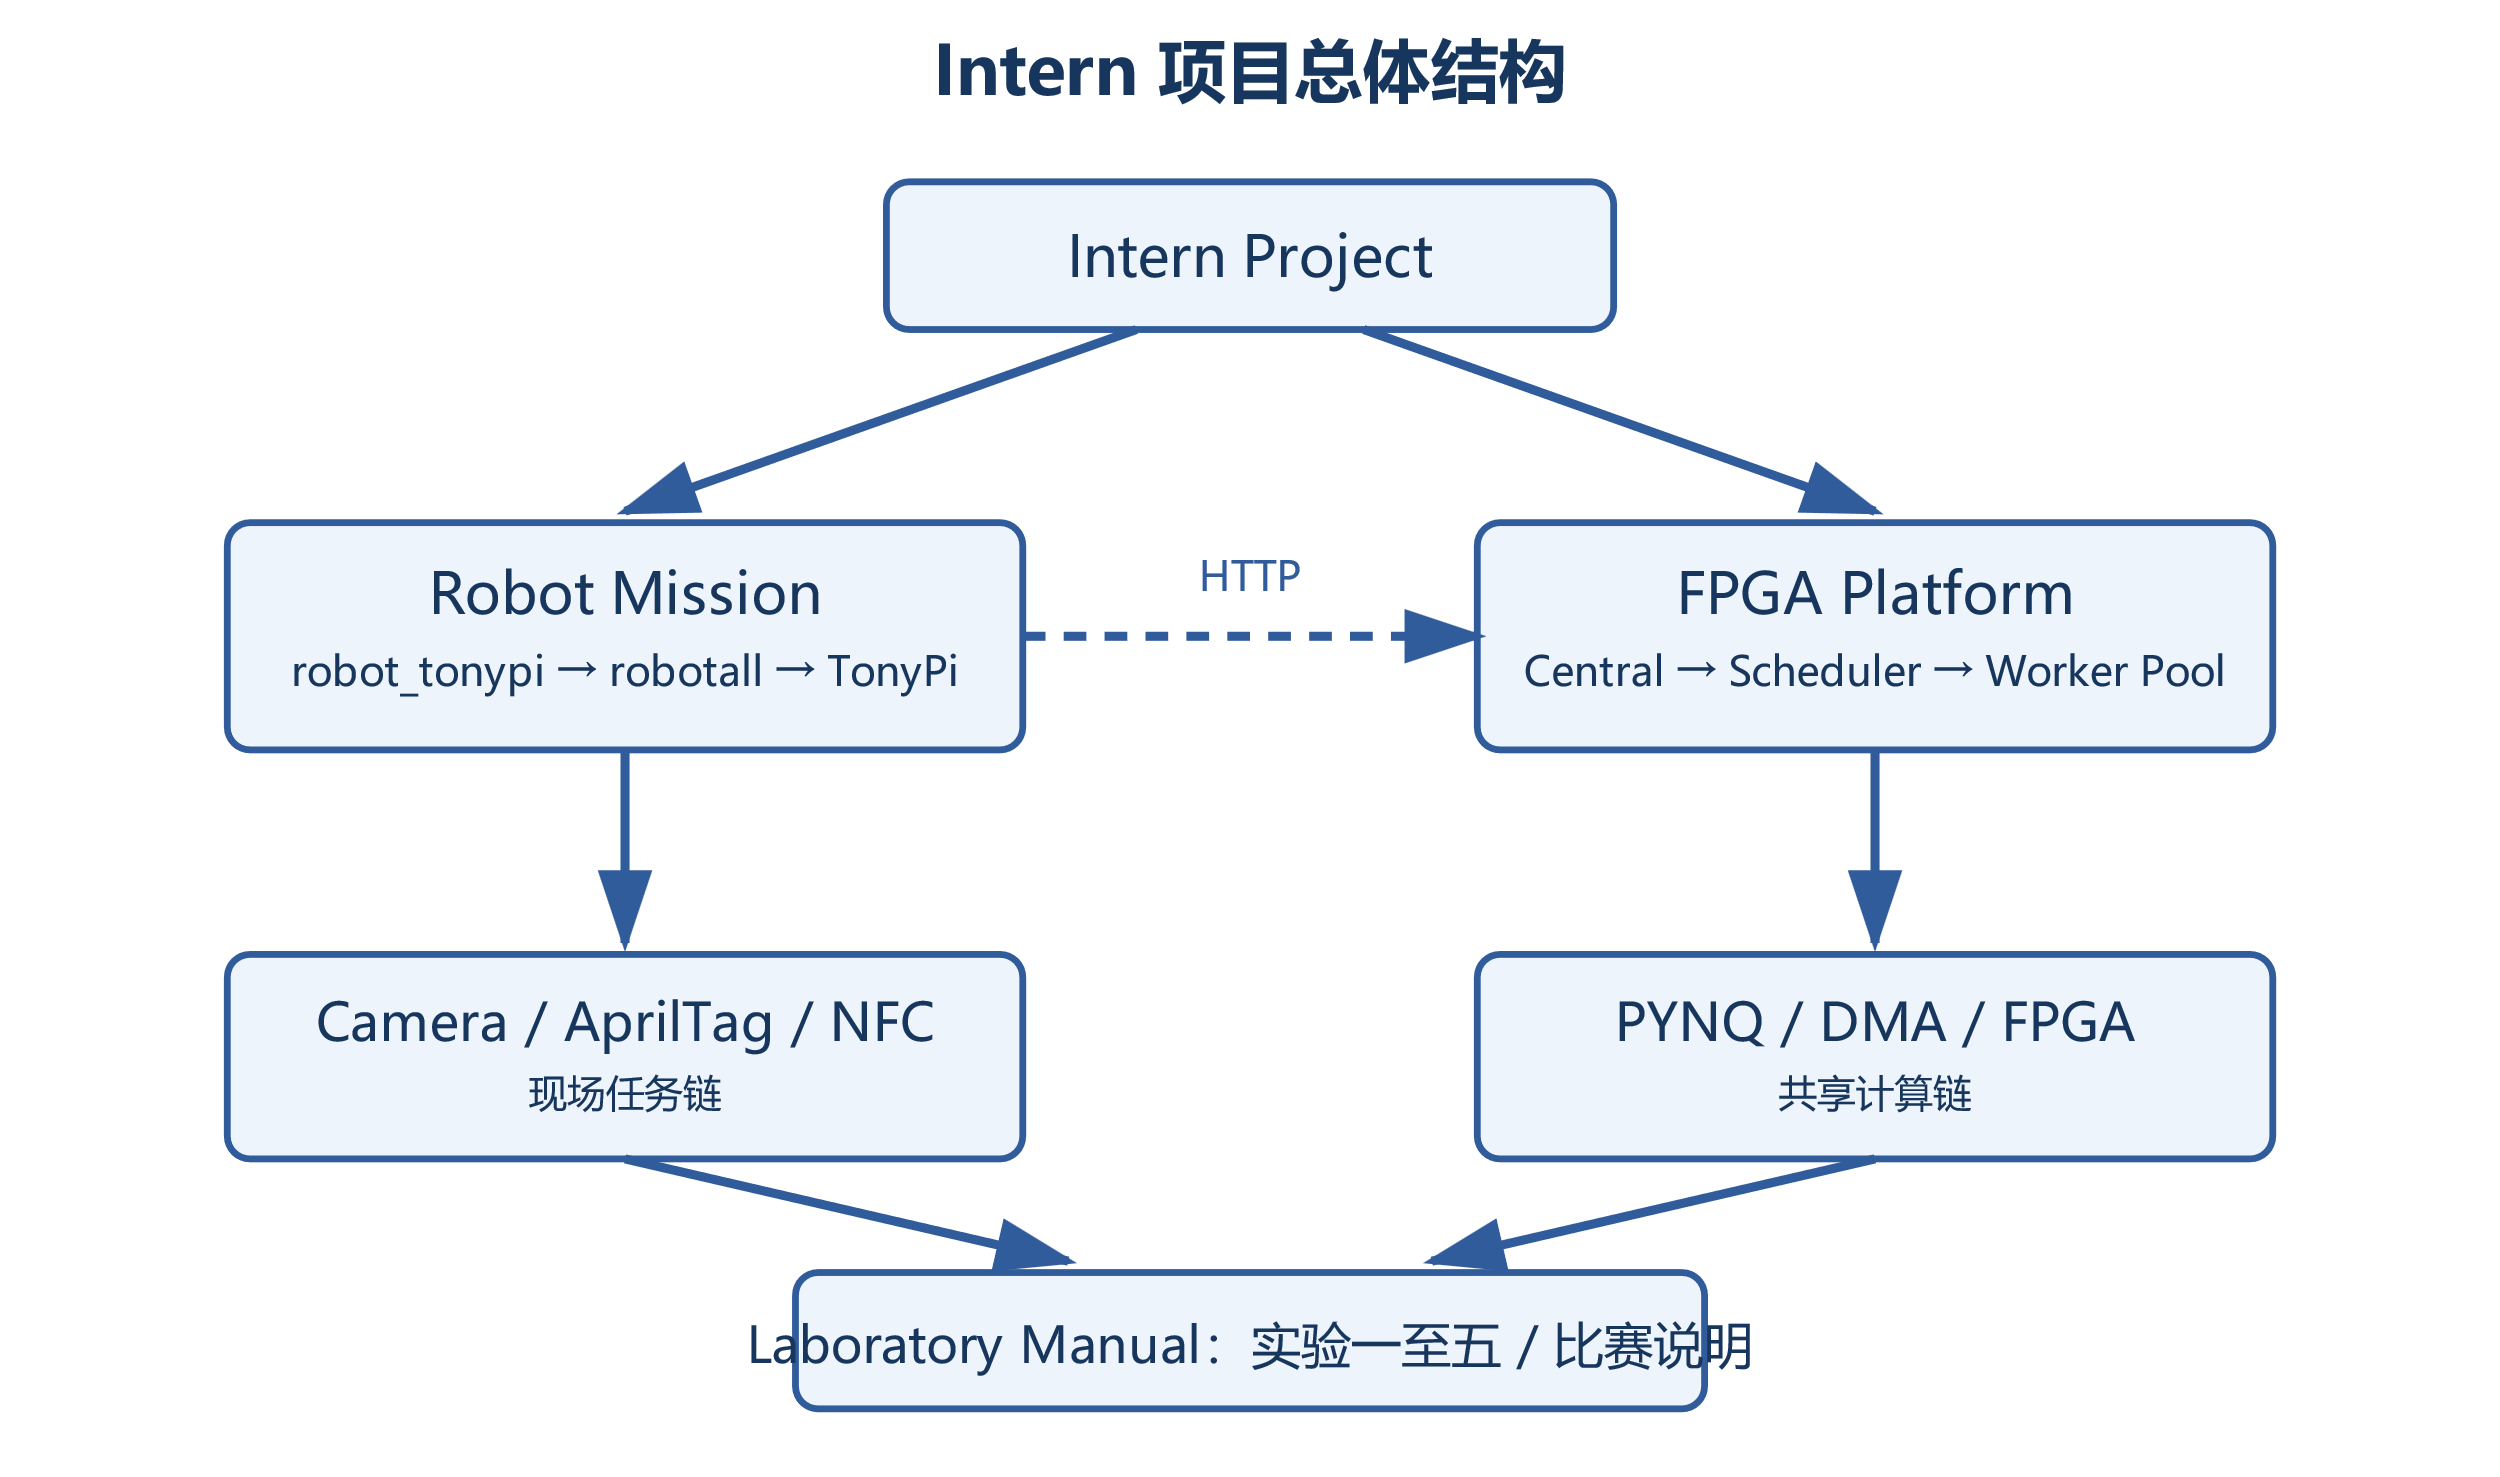 Intern 项目总体结构
Intern Project
Robot Mission
robot_tonypi → robotall → TonyPi
HTTP
FPGA Platform
Central → Scheduler → Worker Pool
Camera / AprilTag / NFC
现场任务链
PYNQ / DMA / FPGA
共享计算链
Laboratory Manual：实验一至五 / 比赛说明